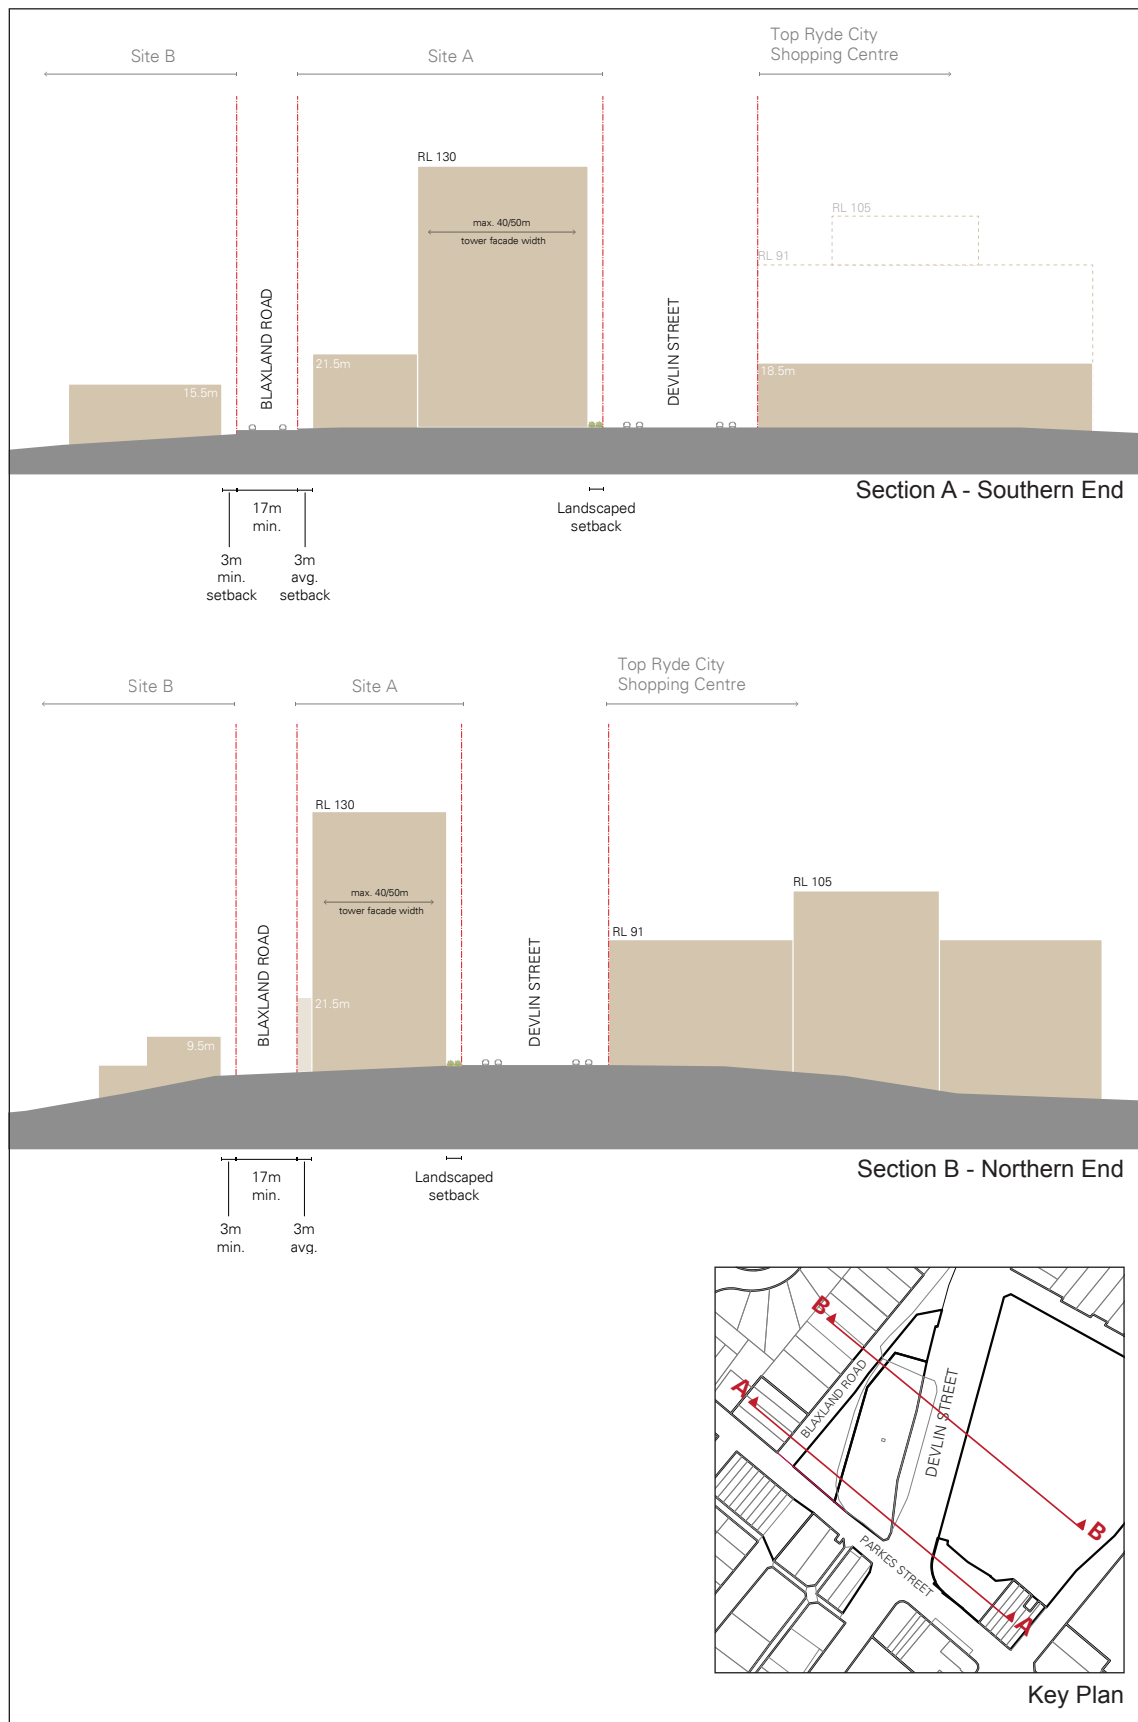 Site B
Site A
Top Ryde City
Shopping Centre
RL 130
max. 40/50m
tower facade width
RL 105
RL 91
BLAXLAND ROAD
DEVLIN STREET
21.5m
15.5m
18.5m
Section A - Southern End
17m
min.
Landscaped
setback
3m
min.
setback
3m
avg.
setback
Site B
Site A
Top Ryde City
Shopping Centre
RL 130
max. 40/50m
tower facade width
RL 105
RL 91
BLAXLAND ROAD
DEVLIN STREET
21.5m
9.5m
Section B - Northern End
17m
min.
Landscaped
setback
3m
min.
3m
avg.
B
A
BLAXLAND ROAD
DEVLIN STREET
B
PARKES STREET
A
Key Plan